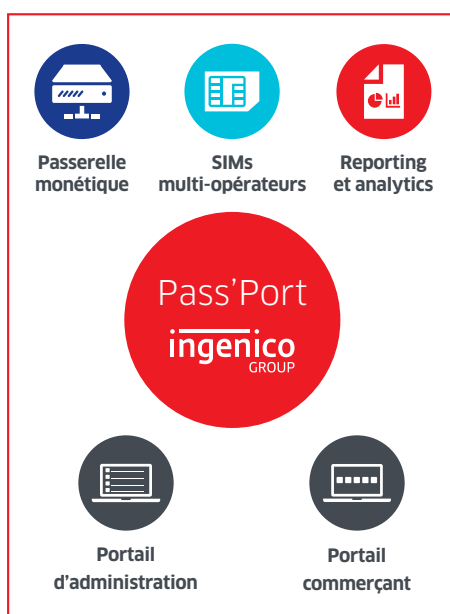 Passerelle
monétique
SIMs
multi-opérateurs
Reporting
et analytics
Pass'Port
ingenico
GROUP
Portail
d'administration
Portail
commerçant